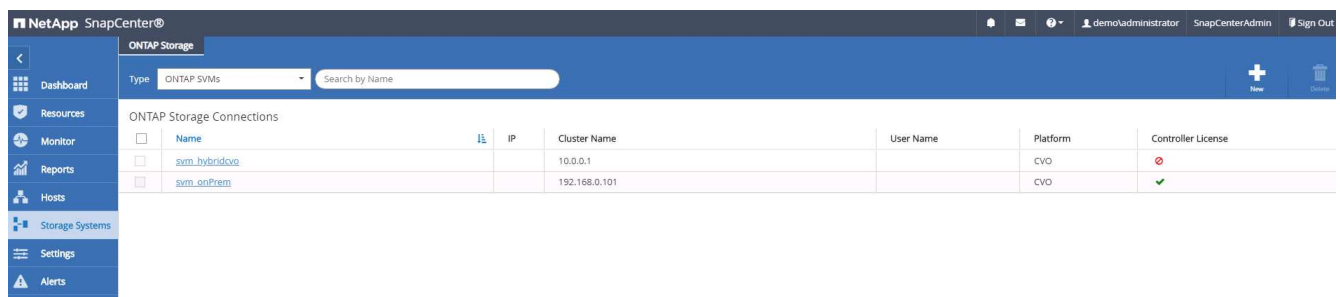 NetApp SnapCenter®
demo\administrator SnapCenterAdmin Sign Out
ONTAP Storage
Type ONTAP SVMs Search by Name
New Delete
Dashboard
Resources
Monitor
Reports
Hosts
Storage Systems
Settings
Alerts
ONTAP Storage Connections
Name IP Cluster Name User Name Platform Controller License
svm_hybridcvo 10.0.0.1 CVO
svm_onPrem 192.168.0.101 CVO